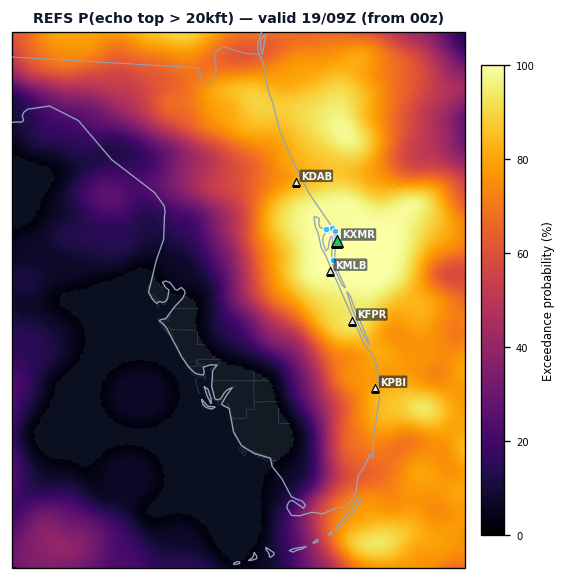 REFS P(echo top > 20kft) — valid 19/09Z (from 00z)
100
80
60
40
20
0
Exceedance probability (%)
KDAB
KXMR
KMLB
KFPR
KPBI